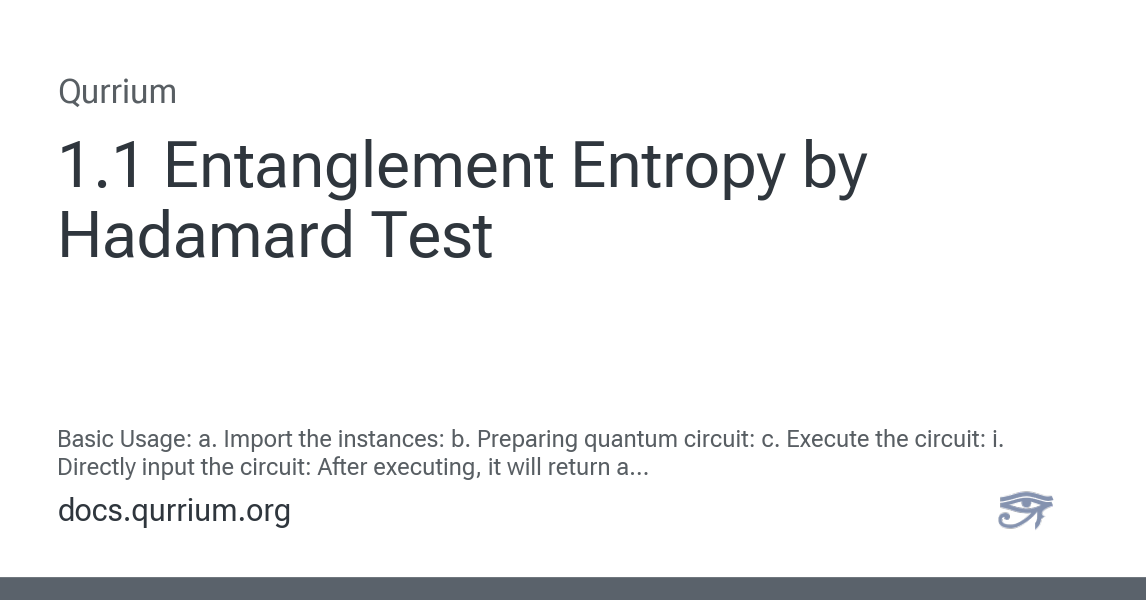 Qurrium
1.1 Entanglement Entropy by
Hadamard Test
Basic Usage: a. Import the instances: b. Preparing quantum circuit: c. Execute the circuit: i.
Directly input the circuit: After executing, it will return a...
docs.qurrium.org